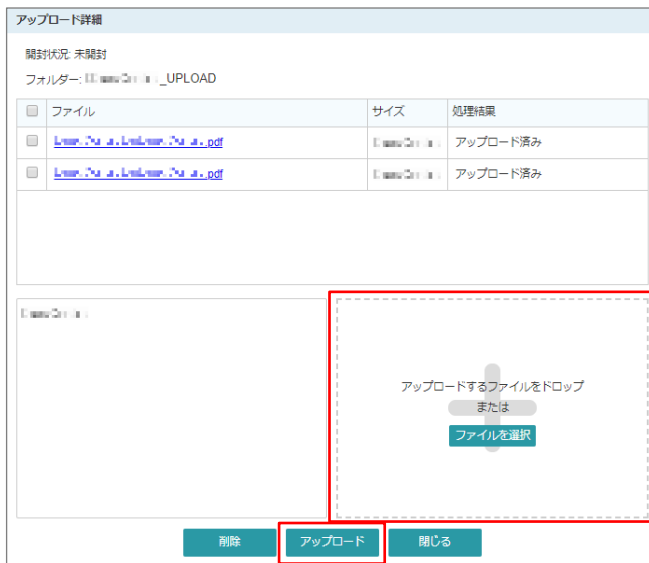 アップロード詳細
開封状況: 未開封
フォルダー: _UPLOAD
ファイル サイズ 処理結果
.pdf アップロード済み
.pdf アップロード済み
アップロードするファイルをドロップ
または
ファイルを選択
削除 アップロード 閉じる